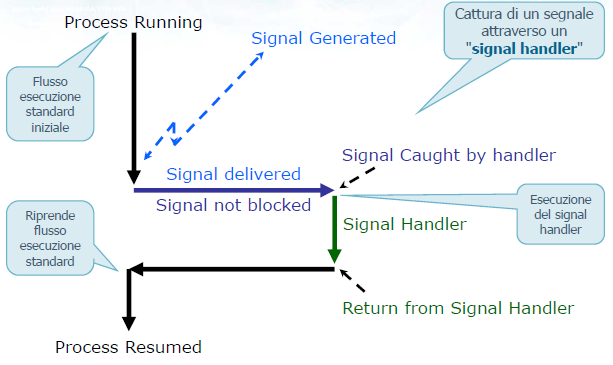 Process Running
Signal Generated
Cattura di un segnale
attraverso un
"signal handler"
Flusso
esecuzione
standard
iniziale
Signal Caught by handler
Signal delivered
Signal not blocked
Esecuzione
del signal
handler
Signal Handler
Riprende
flusso
esecuzione
standard
Return from Signal Handler
Process Resumed